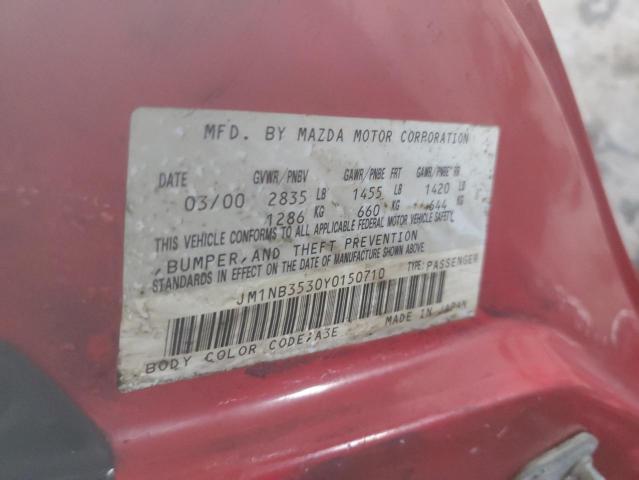 MFD. BY MAZDA MOTOR CORPORATION
DATE GVWR/PNBV GAWR/PNBE FRT GAWR/PNBE RR
03/00 2835 LB 1455 LB 1420 LB
1286 KG 660 KG 644 KG
THIS VEHICLE CONFORMS TO ALL APPLICABLE FEDERAL MOTOR VEHICLE SAFETY
,BUMPER,AND THEFT PREVENTION
STANDARDS IN EFFECT ON THE DATE OF MANUFACTURE SHOWN ABOVE.
JM1NB3530Y0150710 TYPE: PASSENGER
BODY COLOR CODE;A3E MADE IN JAPAN